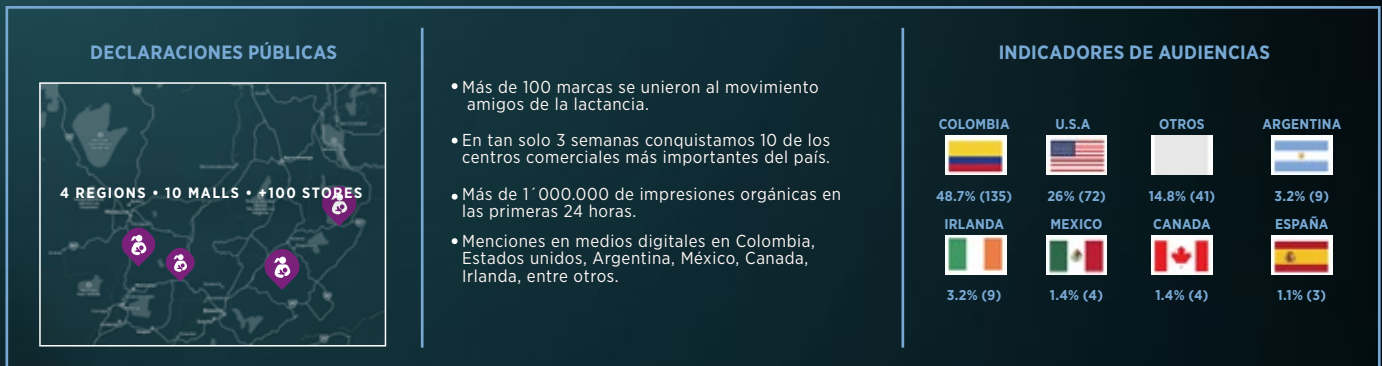 DECLARACIONES PÚBLICAS
4 REGIONS • 10 MALLS • +100 STORES
• Más de 100 marcas se unieron al movimiento
amigos de la lactancia.
• En tan solo 3 semanas conquistamos 10 de los
centros comerciales más importantes del país.
• Más de 1´000.000 de impresiones orgánicas en
las primeras 24 horas.
• Menciones en medios digitales en Colombia,
Estados unidos, Argentina, México, Canada,
Irlanda, entre otros.
INDICADORES DE AUDIENCIAS
COLOMBIA U.S.A OTROS ARGENTINA
48.7% (135) 26% (72) 14.8% (41) 3.2% (9)
IRLANDA MEXICO CANADA ESPAÑA
3.2% (9) 1.4% (4) 1.4% (4) 1.1% (3)